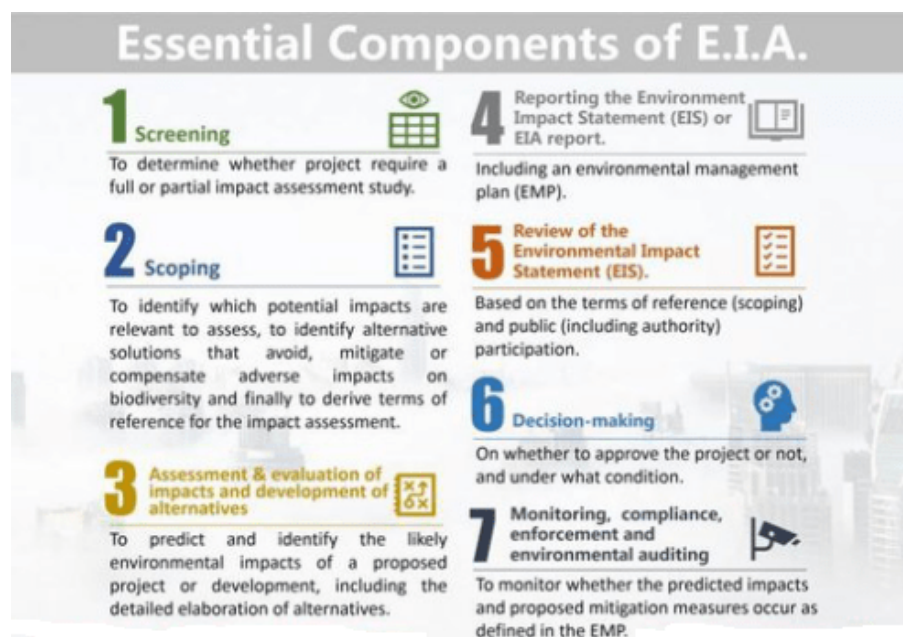 Essential Components of E.I.A.
1 Screening
To determine whether project require a
full or partial impact assessment study.
2 Scoping
To identify which potential impacts are
relevant to assess, to identify alternative
solutions that avoid, mitigate or
compensate adverse impacts on
biodiversity and finally to derive terms of
reference for the impact assessment.
3 Assessment & evaluation of
impacts and development of
alternatives
To predict and identify the likely
environmental impacts of a proposed
project or development, including the
detailed elaboration of alternatives.
4 Reporting the Environment
Impact Statement (EIS) or
EIA report.
Including an environmental management
plan (EMP).
5 Review of the
Environmental Impact
Statement (EIS).
Based on the terms of reference (scoping)
and public (including authority)
participation.
6 Decision-making
On whether to approve the project or not,
and under what condition.
7 Monitoring, compliance,
enforcement and
environmental auditing
To monitor whether the predicted impacts
and proposed mitigation measures occur as
defined in the EMP.